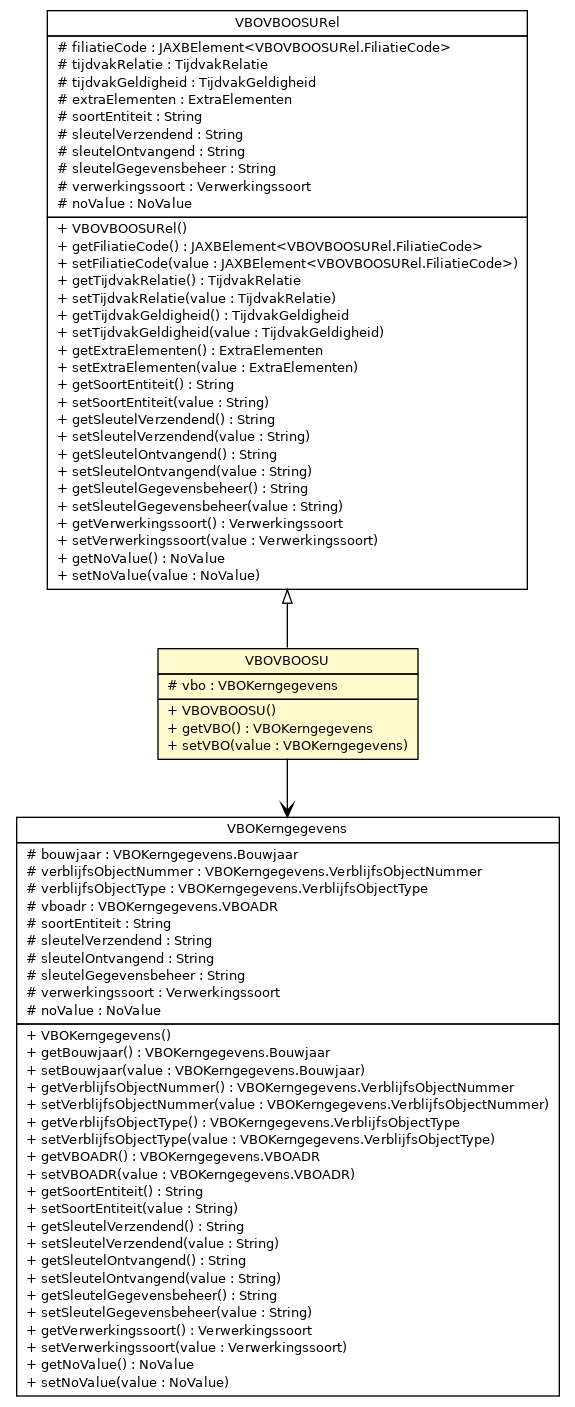 VBOVBOOSURel
# filiatieCode : JAXBElement<VBOVBOOSURel.FiliatieCode>
# tijdvakRelatie : TijdvakRelatie
# tijdvakGeldigheid : TijdvakGeldigheid
# extraElementen : ExtraElementen
# soortEntiteit : String
# sleutelVerzendend : String
# sleutelOntvangend : String
# sleutelGegevensbeheer : String
# verwerkingssoort : Verwerkingssoort
# noValue : NoValue
+ VBOVBOOSURel()
+ getFiliatieCode() : JAXBElement<VBOVBOOSURel.FiliatieCode>
+ setFiliatieCode(value : JAXBElement<VBOVBOOSURel.FiliatieCode>)
+ getTijdvakRelatie() : TijdvakRelatie
+ setTijdvakRelatie(value : TijdvakRelatie)
+ getTijdvakGeldigheid() : TijdvakGeldigheid
+ setTijdvakGeldigheid(value : TijdvakGeldigheid)
+ getExtraElementen() : ExtraElementen
+ setExtraElementen(value : ExtraElementen)
+ getSoortEntiteit() : String
+ setSoortEntiteit(value : String)
+ getSleutelVerzendend() : String
+ setSleutelVerzendend(value : String)
+ getSleutelOntvangend() : String
+ setSleutelOntvangend(value : String)
+ getSleutelGegevensbeheer() : String
+ setSleutelGegevensbeheer(value : String)
+ getVerwerkingssoort() : Verwerkingssoort
+ setVerwerkingssoort(value : Verwerkingssoort)
+ getNoValue() : NoValue
+ setNoValue(value : NoValue)
VBOVBOOSU
# vbo : VBOKerngegevens
+ VBOVBOOSU()
+ getVBO() : VBOKerngegevens
+ setVBO(value : VBOKerngegevens)
VBOKerngegevens
# bouwjaar : VBOKerngegevens.Bouwjaar
# verblijfsObjectNummer : VBOKerngegevens.VerblijfsObjectNummer
# verblijfsObjectType : VBOKerngegevens.VerblijfsObjectType
# vboadr : VBOKerngegevens.VBOADR
# soortEntiteit : String
# sleutelVerzendend : String
# sleutelOntvangend : String
# sleutelGegevensbeheer : String
# verwerkingssoort : Verwerkingssoort
# noValue : NoValue
+ VBOKerngegevens()
+ getBouwjaar() : VBOKerngegevens.Bouwjaar
+ setBouwjaar(value : VBOKerngegevens.Bouwjaar)
+ getVerblijfsObjectNummer() : VBOKerngegevens.VerblijfsObjectNummer
+ setVerblijfsObjectNummer(value : VBOKerngegevens.VerblijfsObjectNummer)
+ getVerblijfsObjectType() : VBOKerngegevens.VerblijfsObjectType
+ setVerblijfsObjectType(value : VBOKerngegevens.VerblijfsObjectType)
+ getVBOADR() : VBOKerngegevens.VBOADR
+ setVBOADR(value : VBOKerngegevens.VBOADR)
+ getSoortEntiteit() : String
+ setSoortEntiteit(value : String)
+ getSleutelVerzendend() : String
+ setSleutelVerzendend(value : String)
+ getSleutelOntvangend() : String
+ setSleutelOntvangend(value : String)
+ getSleutelGegevensbeheer() : String
+ setSleutelGegevensbeheer(value : String)
+ getVerwerkingssoort() : Verwerkingssoort
+ setVerwerkingssoort(value : Verwerkingssoort)
+ getNoValue() : NoValue
+ setNoValue(value : NoValue)